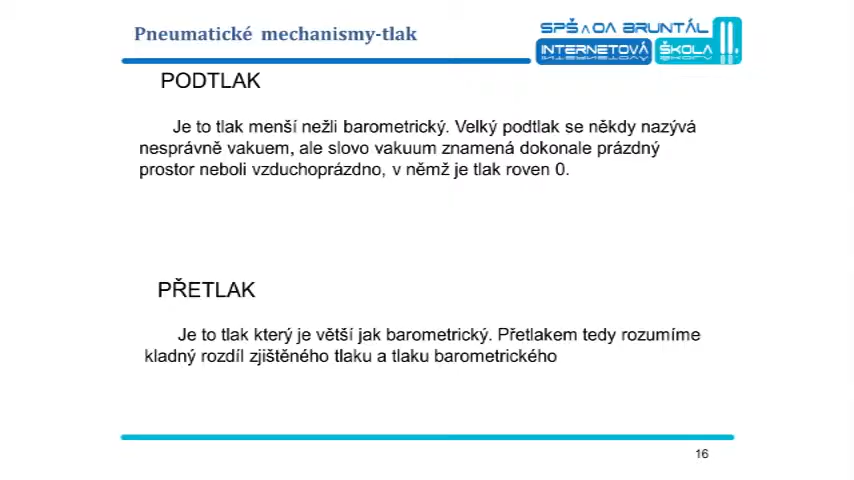 Pneumatické mechanismy-tlak
SPŠ A OA BRUNTÁL
INTERNETOVÁ ŠKOLA II.
PODTLAK
Je to tlak menší nežli barometrický. Velký podtlak se někdy nazývá
nesprávně vakuem, ale slovo vakuum znamená dokonale prázdný
prostor neboli vzduchoprázdno, v němž je tlak roven 0.
PŘETLAK
Je to tlak který je větší jak barometrický. Přetlakem tedy rozumíme
kladný rozdíl zjištěného tlaku a tlaku barometrického
16